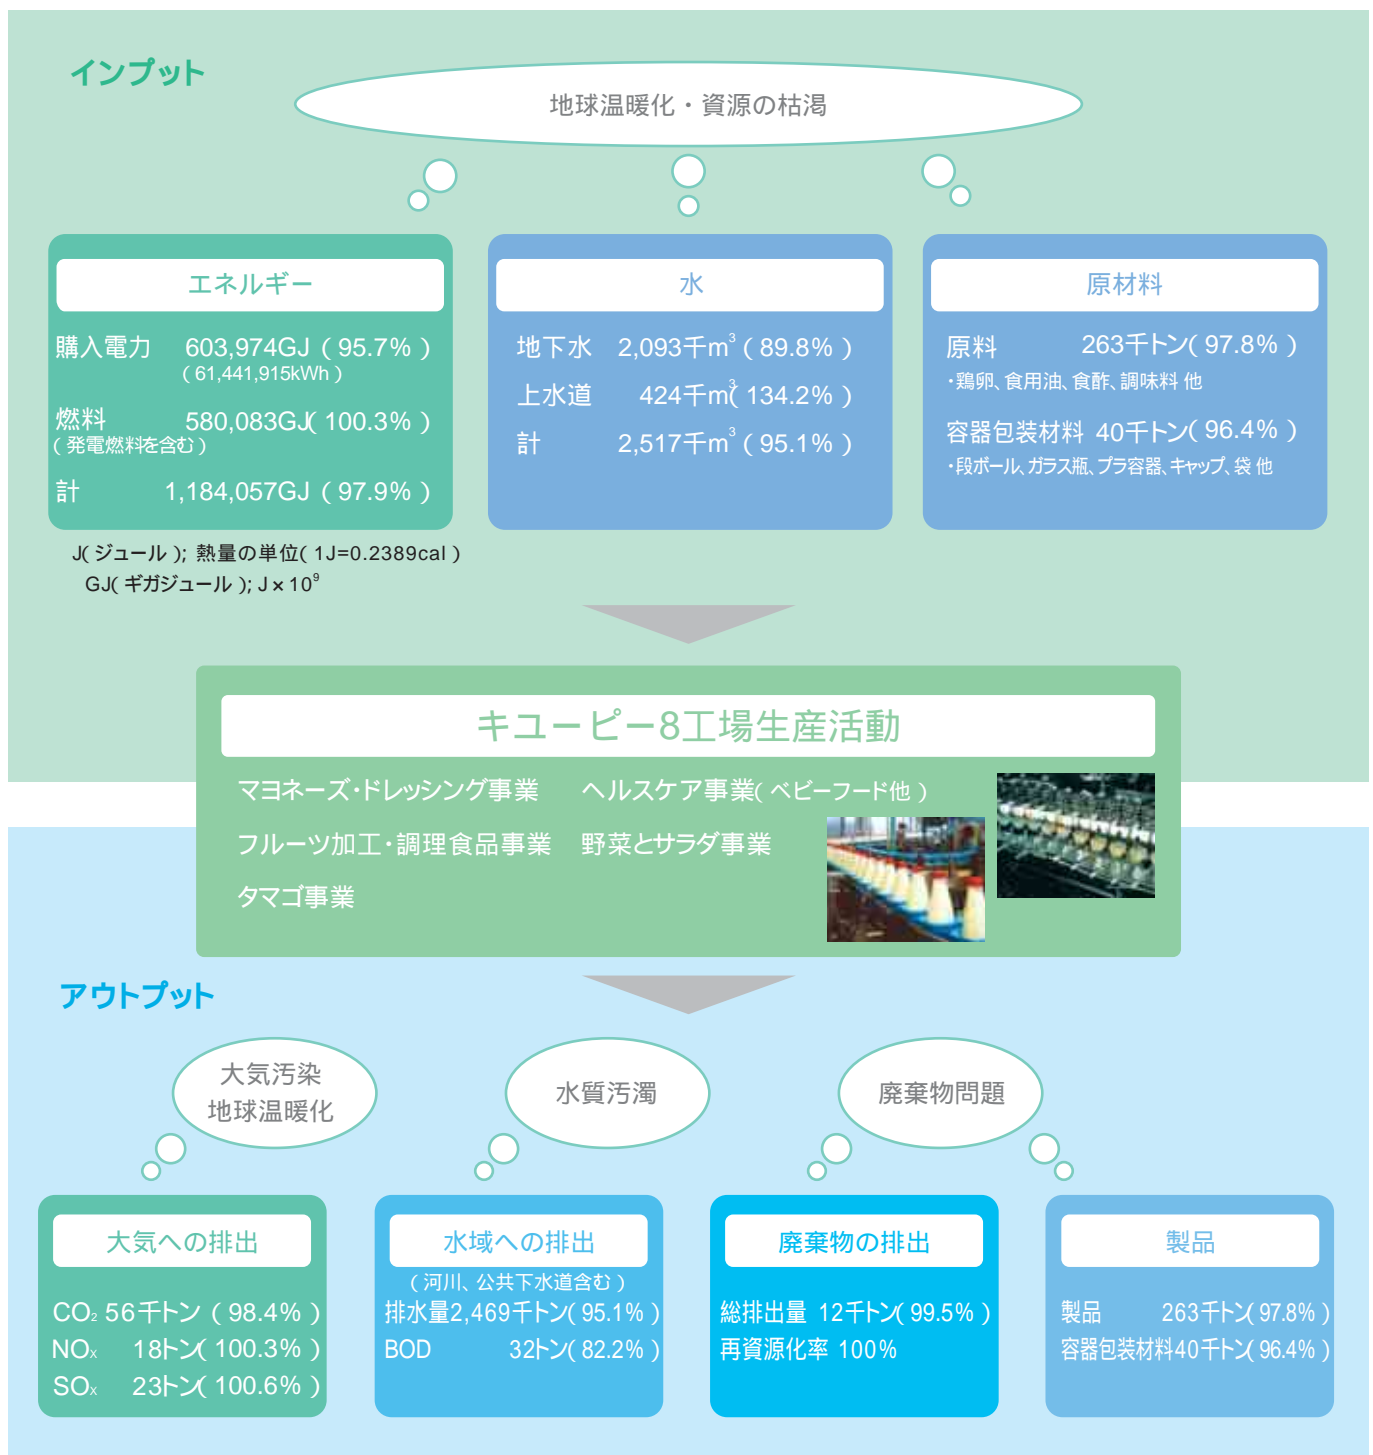 インプット
地球温暖化・資源の枯渇
エネルギー
購入電力 603,974GJ(95.7%)
(61,441,915kWh)
燃料 580,083GJ(100.3%)
(発電燃料を含む)
計 1,184,057GJ(97.9%)
J(ジュール);熱量の単位(1J=0.2389cal)
GJ(ギガジュール);J×10⁹
水
地下水 2,093千m³(89.8%)
上水道 424千m³(134.2%)
計 2,517千m³(95.1%)
原材料
原料 263千トン(97.8%)
・鶏卵、食用油、食酢、調味料 他
容器包装材料 40千トン(96.4%)
・段ボール、ガラス瓶、プラ容器、キャップ、袋 他
キユーピー8工場生産活動
マヨネーズ・ドレッシング事業 ヘルスケア事業(ベビーフード他)
フルーツ加工・調理食品事業 野菜とサラダ事業
タマゴ事業
アウトプット
大気汚染
地球温暖化
水質汚濁
廃棄物問題
大気への排出
CO₂ 56千トン(98.4%)
NOx 18トン(100.3%)
SOx 23トン(100.6%)
水域への排出
(河川、公共下水道含む)
排水量2,469千トン(95.1%)
BOD 32トン(82.2%)
廃棄物の排出
総排出量 12千トン(99.5%)
再資源化率 100%
製品
製品 263千トン(97.8%)
容器包装材料40千トン(96.4%)